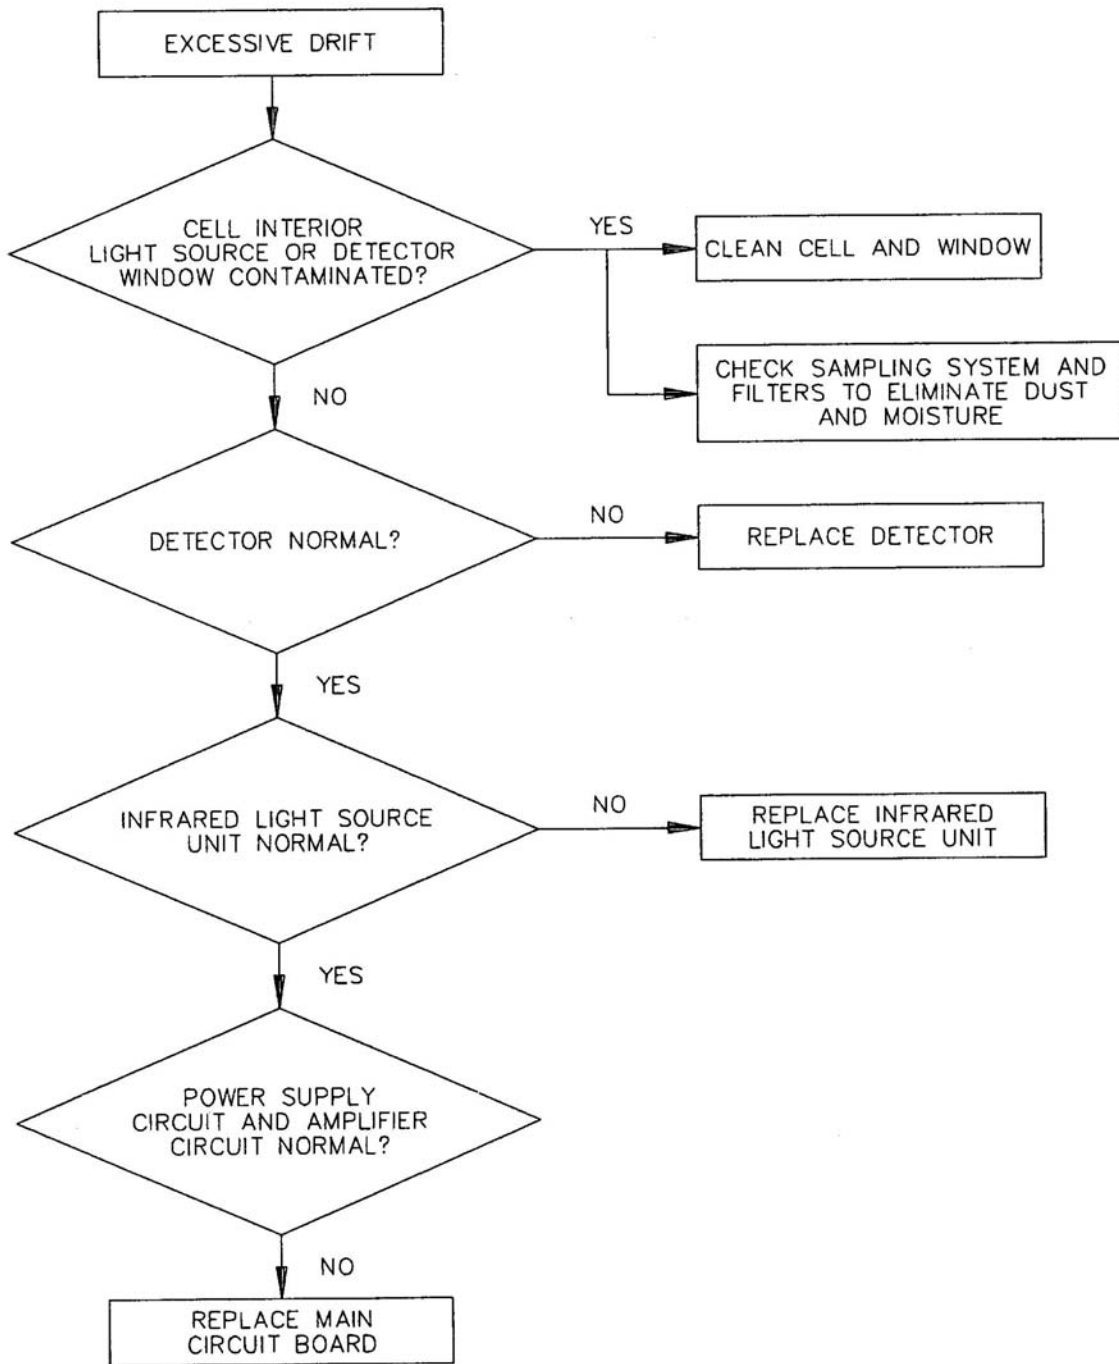 EXCESSIVE DRIFT
CELL INTERIOR
LIGHT SOURCE OR DETECTOR
WINDOW CONTAMINATED?
YES
CLEAN CELL AND WINDOW
CHECK SAMPLING SYSTEM AND
FILTERS TO ELIMINATE DUST
AND MOISTURE
NO
DETECTOR NORMAL?
NO
REPLACE DETECTOR
YES
INFRARED LIGHT SOURCE
UNIT NORMAL?
NO
REPLACE INFRARED
LIGHT SOURCE UNIT
YES
POWER SUPPLY
CIRCUIT AND AMPLIFIER
CIRCUIT NORMAL?
NO
REPLACE MAIN
CIRCUIT BOARD